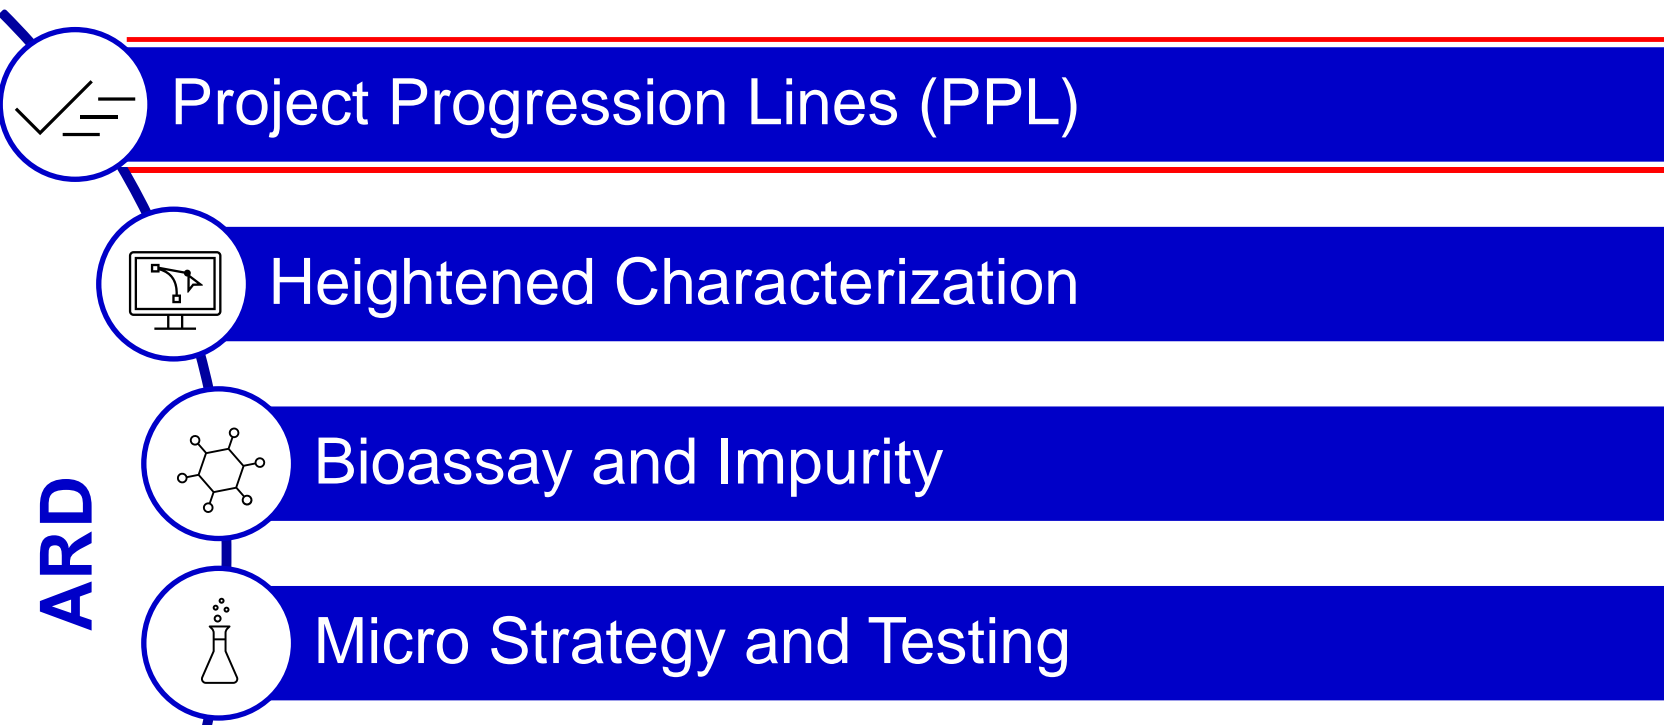 Project Progression Lines (PPL)
Heightened Characterization
Bioassay and Impurity
ARD
Micro Strategy and Testing